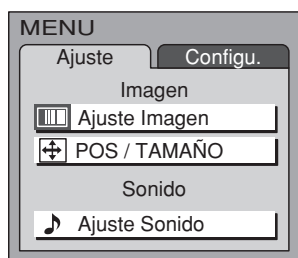 MENU
Ajuste Configu.
Imagen
Ajuste Imagen
POS / TAMAÑO
Sonido
Ajuste Sonido